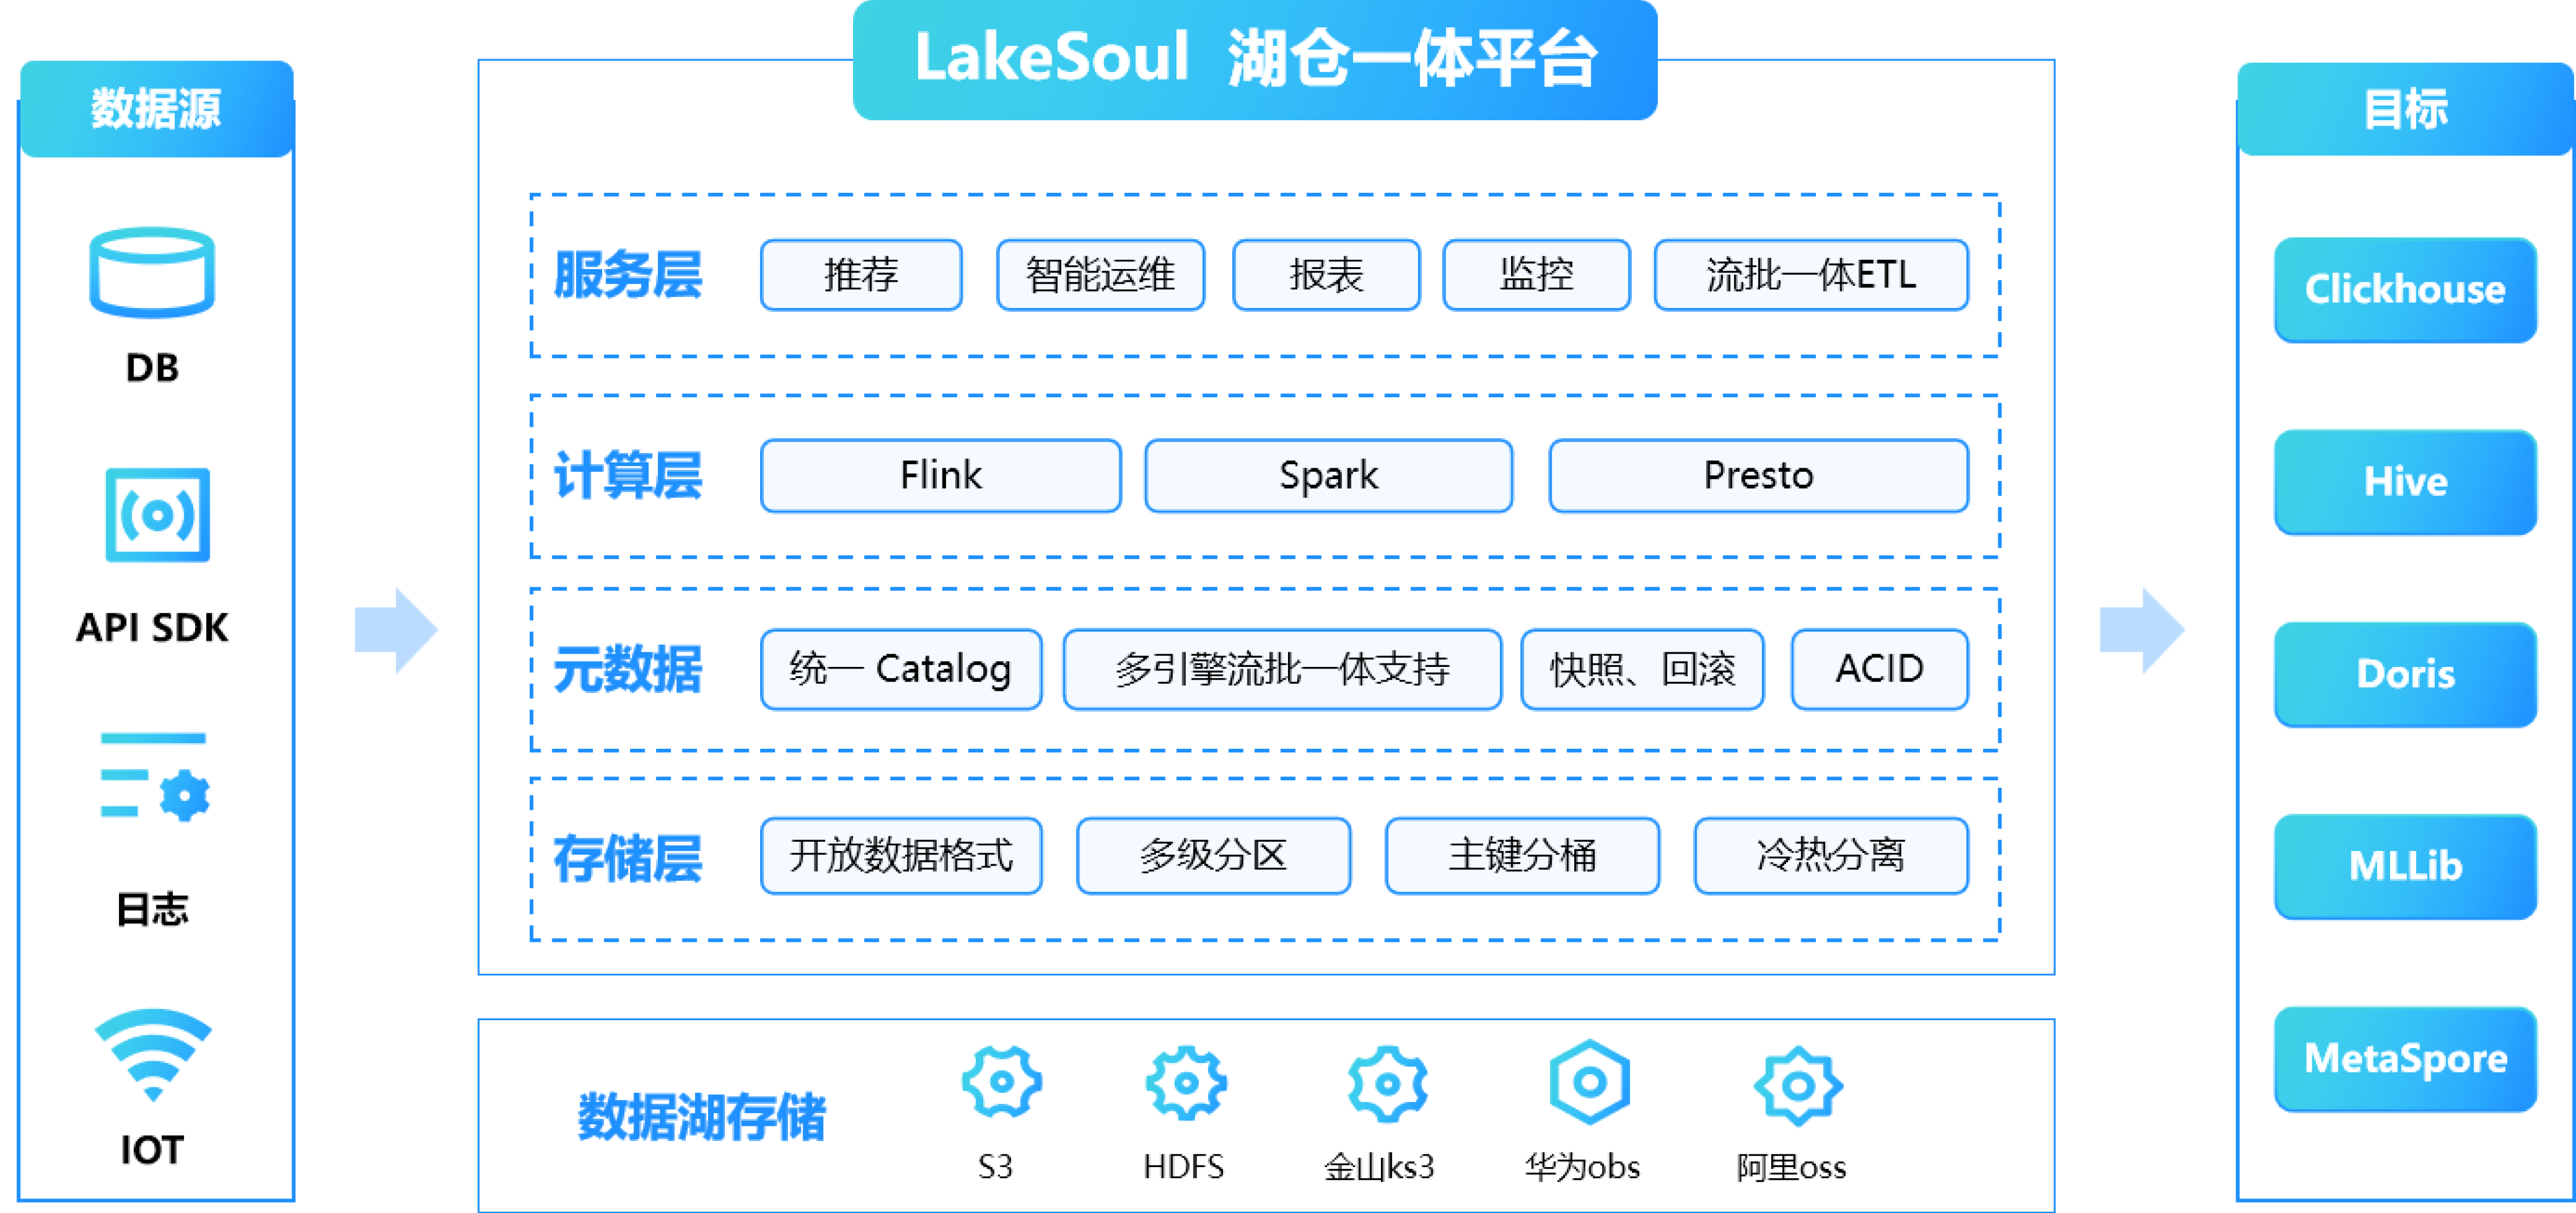 LakeSoul 湖仓一体平台
数据源
DB
API SDK
日志
IOT
服务层
推荐
智能运维
报表
监控
流批一体ETL
计算层
Flink
Spark
Presto
元数据
统一 Catalog
多引擎流批一体支持
快照、回滚
ACID
存储层
开放数据格式
多级分区
主键分桶
冷热分离
数据湖存储
S3
HDFS
金山ks3
华为obs
阿里oss
目标
Clickhouse
Hive
Doris
MLLib
MetaSpore